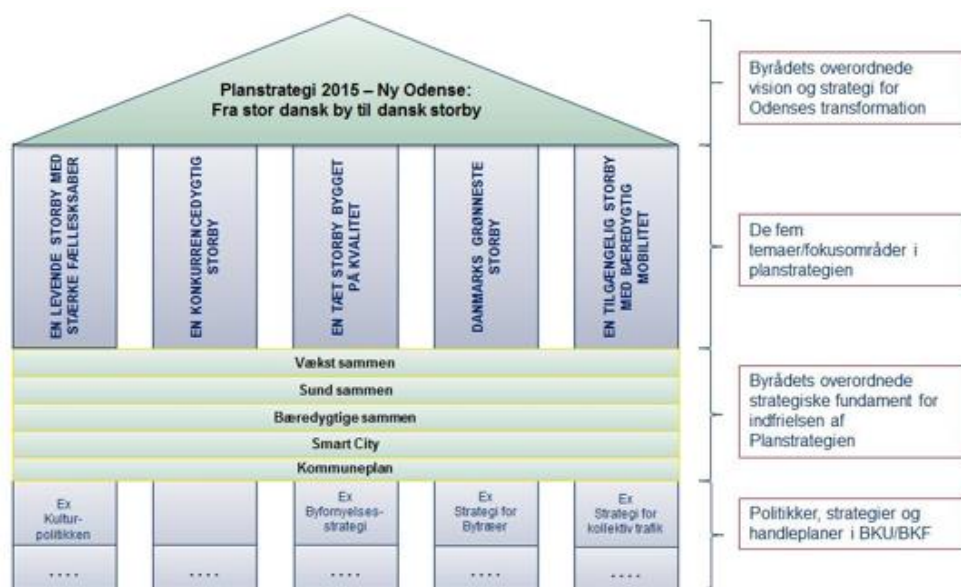 Planstrategi 2015 – Ny Odense:
Fra stor dansk by til dansk storby
Byrådets overordnede
vision og strategi for
Odenses transformation
EN LEVENDE STORBY MED
STÆRKE FÆLLESKSABER
EN KONKURRENCEDYGTIG
STORBY
EN TÆT STORBY BYGGET
PÅ KVALITET
DANMARKS GRØNNESTE
STORBY
EN TILGÆNGELIG STORBY
MED BÆREDYGTIG
MOBILITET
De fem
temaer/fokusområder i
planstrategien
Vækst sammen
Sund sammen
Bæredygtige sammen
Smart City
Kommuneplan
Byrådets overordnede
strategiske fundament for
indfrielsen af
Planstrategien
Ex
Kultur-
politikken
Ex
Byfornyelses-
strategi
Ex
Strategi for
Bytræer
Ex
Strategi for
kollektiv trafik
Politikker, strategier og
handleplaner i BKU/BKF
. . . .
. . . .
. . . .
. . . .
. . . .